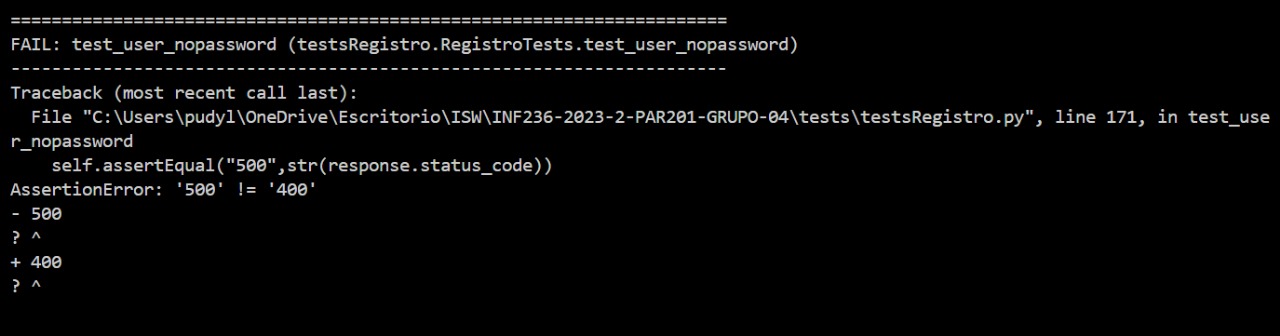 ======================================================================
FAIL: test_user_nopassword (testsRegistro.RegistroTests.test_user_nopassword)
----------------------------------------------------------------------
Traceback (most recent call last):
  File "C:\Users\pudyl\OneDrive\Escritorio\ISW\INF236-2023-2-PAR201-GRUPO-04\tests\testsRegistro.py", line 171, in test_use
r_nopassword
    self.assertEqual("500",str(response.status_code))
AssertionError: '500' != '400'
- 500
? ^
+ 400
? ^